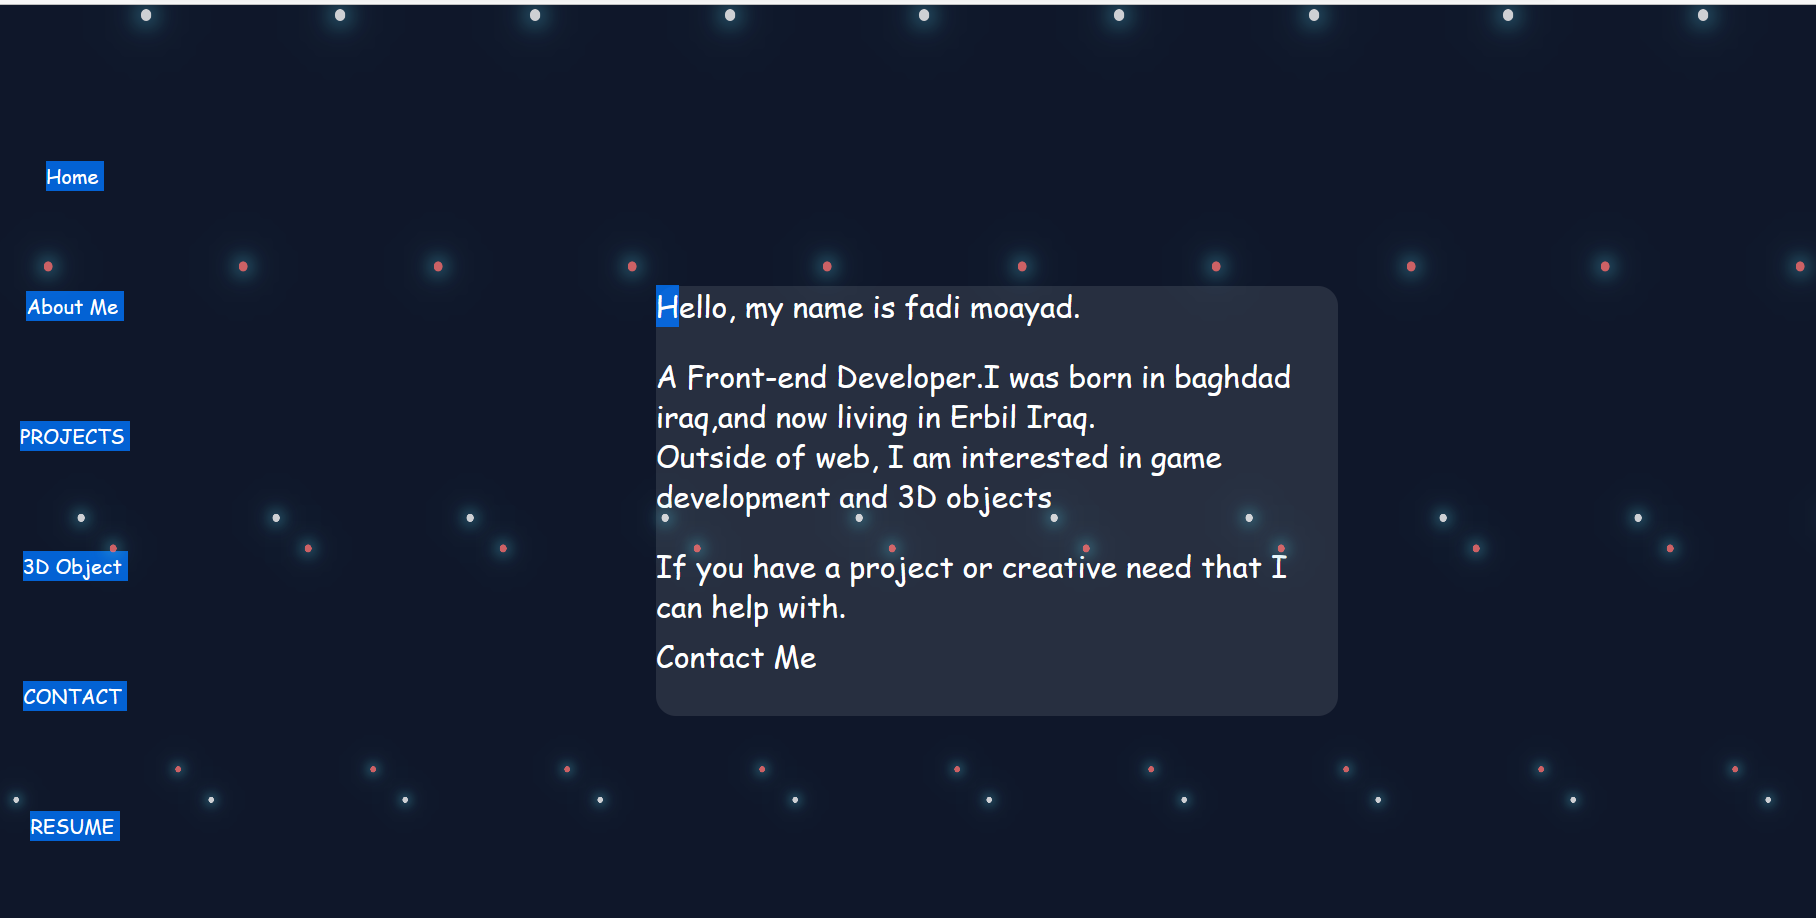 Home
About Me
PROJECTS
3D Object
CONTACT
RESUME
Hello, my name is fadi moayad.
A Front-end Developer.I was born in baghdad
iraq,and now living in Erbil Iraq.
Outside of web, I am interested in game
development and 3D objects
If you have a project or creative need that I
can help with.
Contact Me